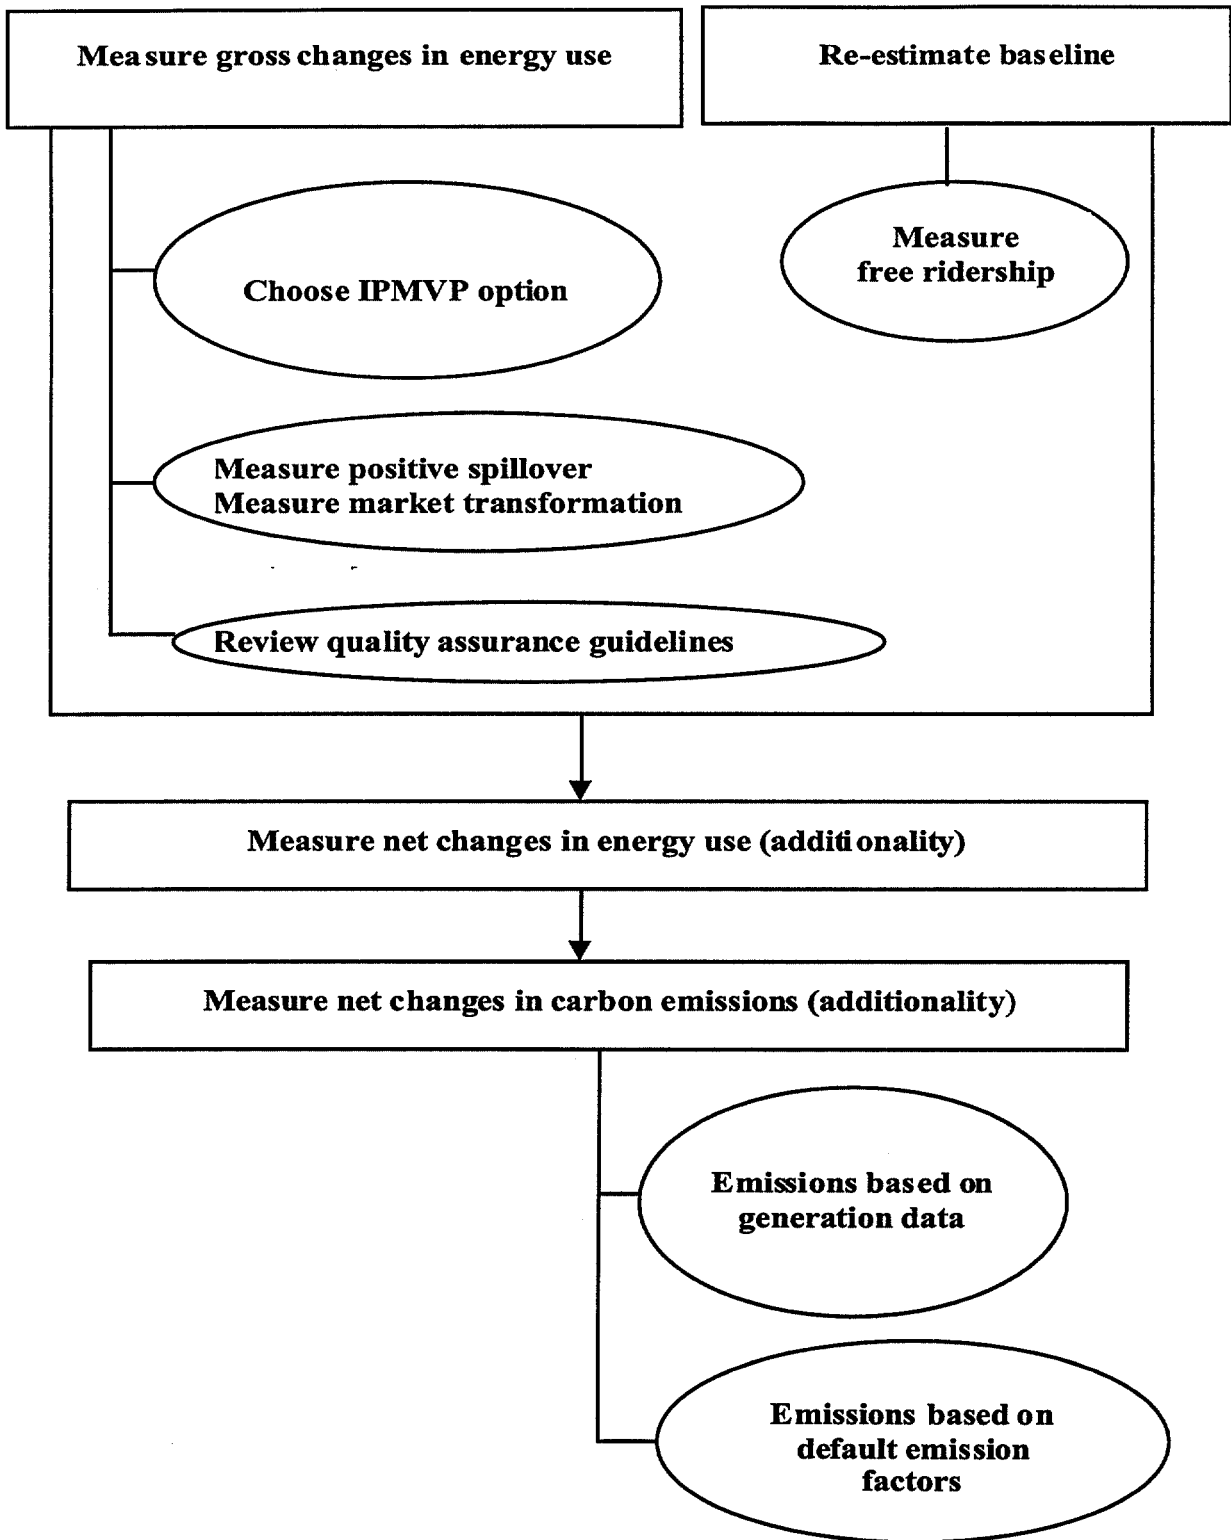 Measure gross changes in energy use
Re-estimate baseline
Measure
free ridership
Choose IPMVP option
Measure positive spillover
Measure market transformation
Review quality assurance guidelines
Measure net changes in energy use (additionality)
Measure net changes in carbon emissions (additionality)
Emissions based on
generation data
Emissions based on
default emission
factors